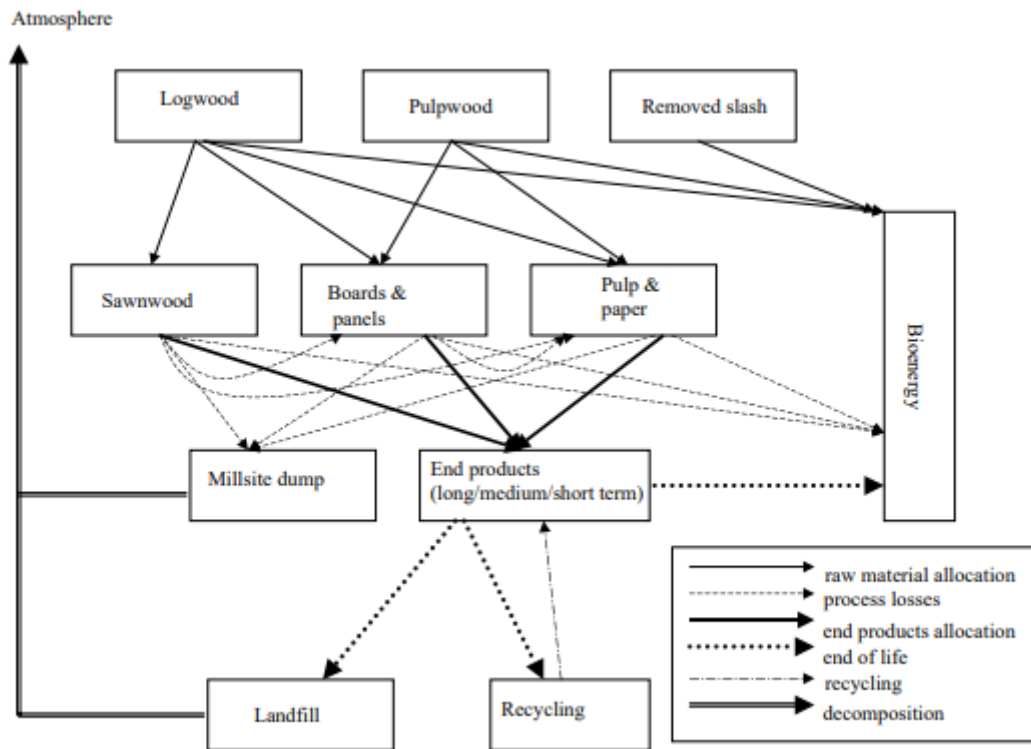 Atmosphere
Logwood
Pulpwood
Removed slash
Sawnwood
Boards &
panels
Pulp &
paper
Bioenergy
Millsite dump
End products
(long/medium/short term)
raw material allocation
process losses
end products allocation
end of life
recycling
decomposition
Landfill
Recycling